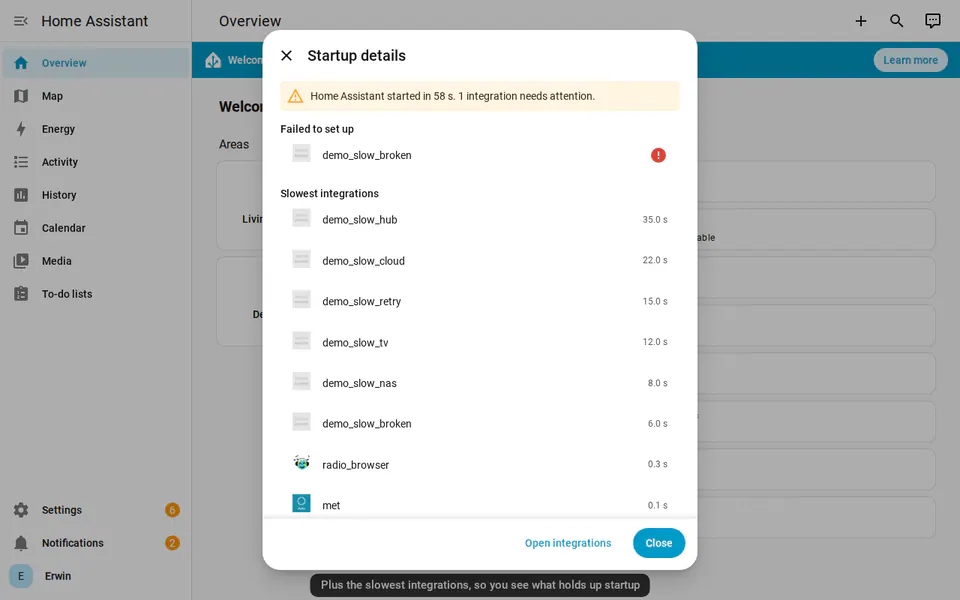 Home Assistant
Overview
Overview
Map
Energy
Activity
History
Calendar
Media
To-do lists
Settings
6
Notifications
2
E
Erwin
Learn more
Areas
able
Startup details
Home Assistant started in 58 s. 1 integration needs attention.
Failed to set up
demo_slow_broken
Slowest integrations
demo_slow_hub
35.0 s
demo_slow_cloud
22.0 s
demo_slow_retry
15.0 s
demo_slow_tv
12.0 s
demo_slow_nas
8.0 s
demo_slow_broken
6.0 s
radio_browser
0.3 s
met
0.1 s
Open integrations
Close
Plus the slowest integrations, so you see what holds up startup